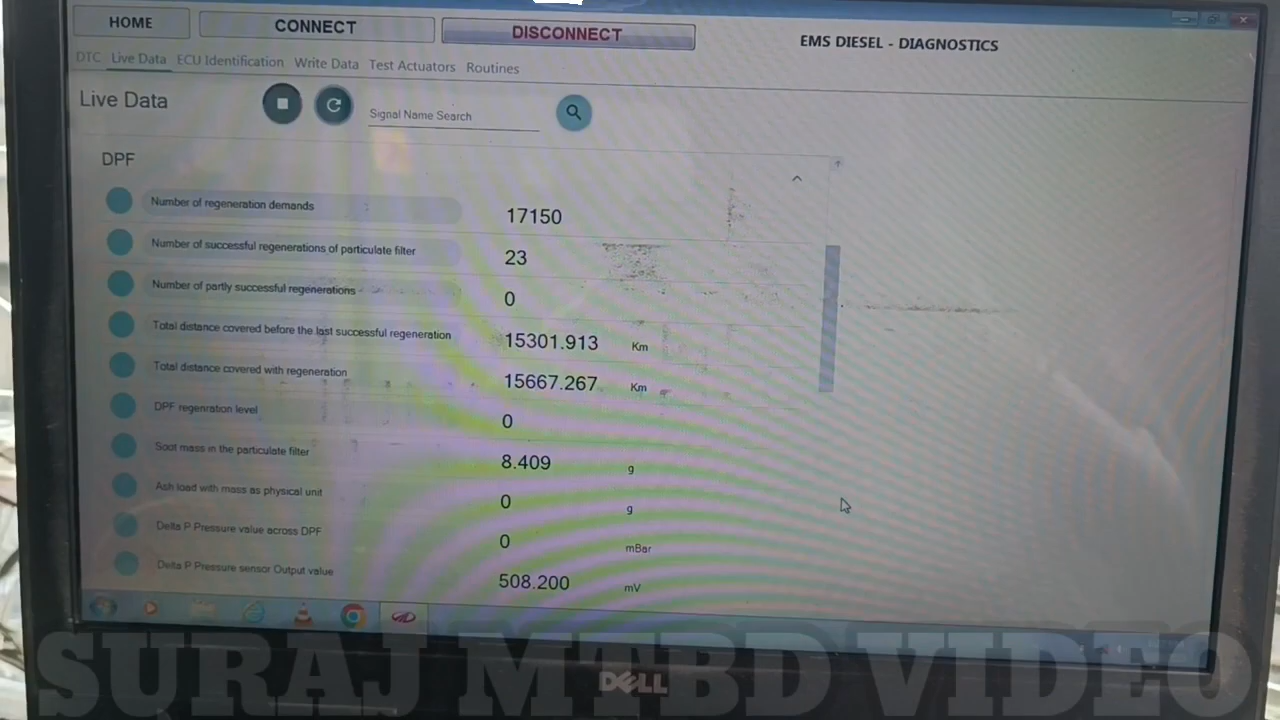 HOME CONNECT DISCONNECT EMS DIESEL - DIAGNOSTICS
DTC Live Data ECU Identification Write Data Test Actuators Routines
Live Data Signal Name Search
DPF
Number of regeneration demands 17150
Number of successful regenerations of particulate filter 23
Number of partly successful regenerations 0
Total distance covered before the last successful regeneration 15301.913 Km
Total distance covered with regeneration 15667.267 Km
DPF regenration level 0
Soot mass in the particulate filter 8.409 g
Ash load with mass as physical unit 0 g
Delta P Pressure value across DPF 0 mBar
Delta P Pressure sensor Output value 508.200 mV
SURAJ MTBD VIDEO
DELL